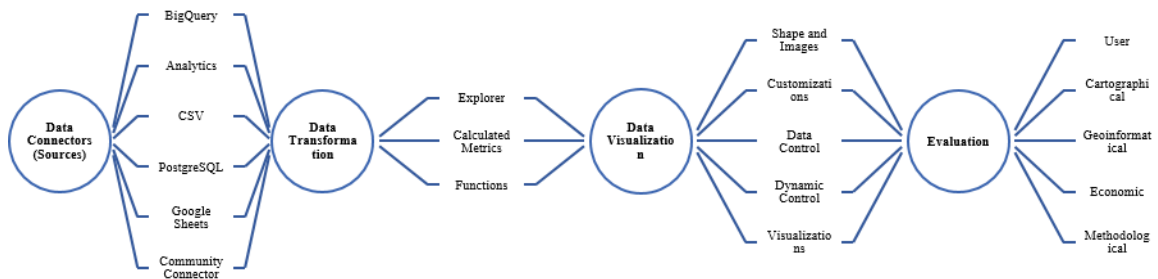 Data
Connectors
(Sources)
BigQuery
Analytics
CSV
PostgreSQL
Google
Sheets
Community
Connector
Data
Transforma
tion
Explorer
Calculated
Metrics
Functions
Data
Visualizatio
n
Shape and
Images
Customizati
ons
Data
Control
Dynamic
Control
Visualizatio
ns
Evaluation
User
Cartographi
cal
Geoinformat
ical
Economic
Methodolog
ical